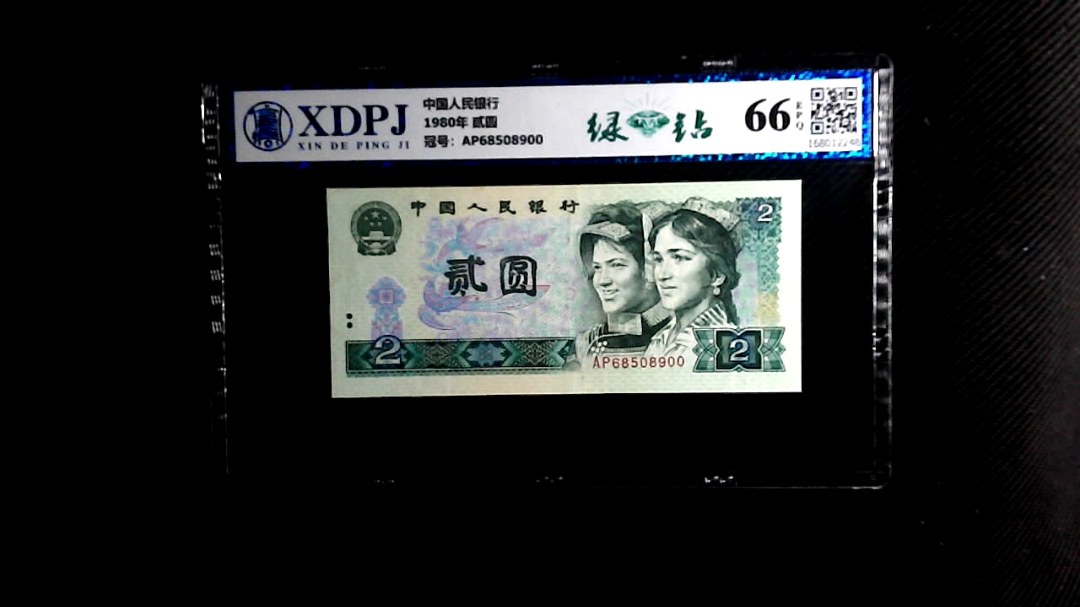 XDPJ
XIN DE PING JI
中国人民银行
1980年 贰圆
冠号：AP68508900
绿钻
66
EPQ
中国人民银行
2
贰圆
2
AP68508900
2